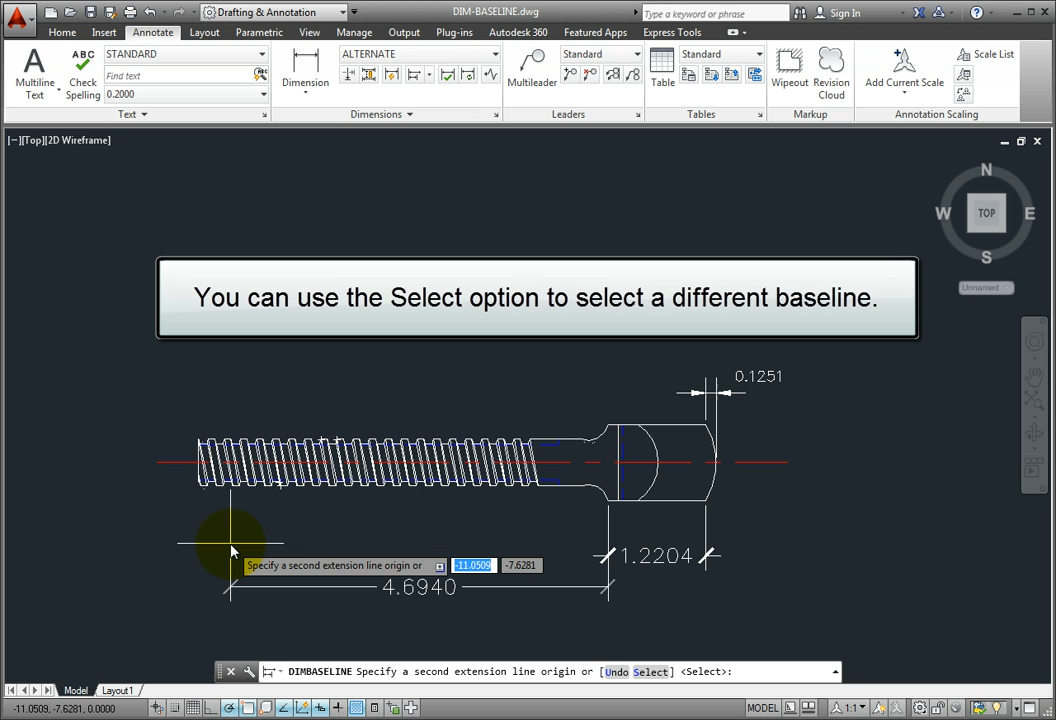 Drafting & Annotation
DIM-BASELINE.dwg
Type a keyword or phrase
Sign In
Home Insert Annotate Layout Parametric View Manage Output Plug-ins Autodesk 360 Featured Apps Express Tools
Multiline Text
ABC Check Spelling
STANDARD
Find text
0.2000
Dimension
ALTERNATE
Multileader
Standard
Table
Standard
Wipeout
Revision Cloud
Add Current Scale
Scale List
Text
Dimensions
Leaders
Tables
Markup
Annotation Scaling
[−][Top][2D Wireframe]
N
W TOP E
S
Unnamed
You can use the Select option to select a different baseline.
0.1251
1.2204
Specify a second extension line origin or -11.0509 -7.6281
4.6940
DIMBASELINE Specify a second extension line origin or [Undo Select] <Select>:
Model Layout1
-11.0509, -7.6281, 0.0000
MODEL
1:1